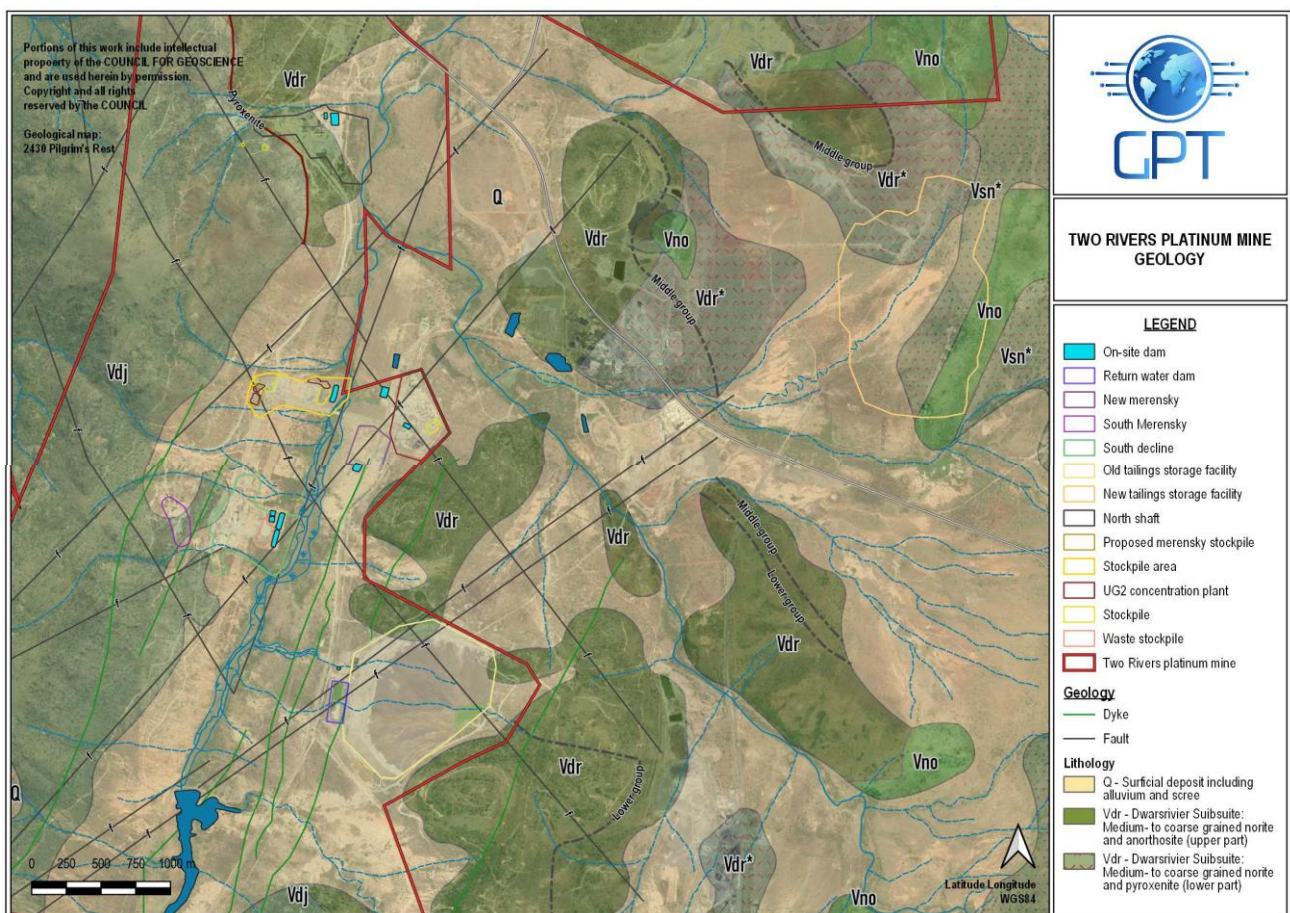 Portions of this work include intellectual
propoerty of the COUNCIL FOR GEOSCIENCE
and are used herein by permission.
Copyright and all rights
reserved by the COUNCIL
Geological map:
2430 Pilgrim's Rest
Vdr
Pyroxenite
Vdr
Vno
Middle group
Vdr*
Vsn*
Q
Vdr
Vno
Middle group
Vdr*
Vno
Vsn*
Vdj
Vdr
Vdr
Middle group
Lower group
Vdr
Vdr
Lower group
Vno
Q
Vdr*
Vdj
Vno
0 250 500 750 1000 m
Latitude Longitude
WGS84
GPT
TWO RIVERS PLATINUM MINE
GEOLOGY
LEGEND
On-site dam
Return water dam
New merensky
South Merensky
South decline
Old tailings storage facility
New tailings storage facility
North shaft
Proposed merensky stockpile
Stockpile area
UG2 concentration plant
Stockpile
Waste stockpile
Two Rivers platinum mine
Geology
Dyke
Fault
Lithology
Q - Surficial deposit including
alluvium and scree
Vdr - Dwarsrivier Subsuite:
Medium- to coarse grained norite
and anorthosite (upper part)
Vdr - Dwarsrivier Subsuite:
Medium- to coarse grained norite
and pyroxenite (lower part)